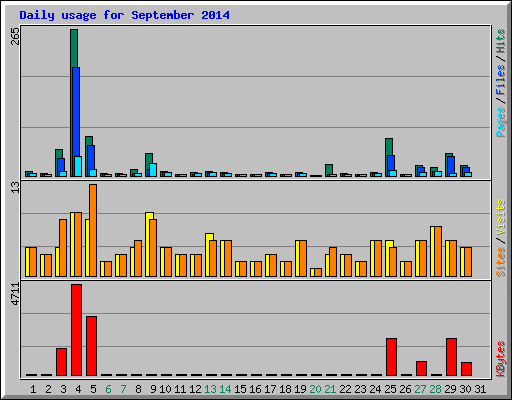 Daily usage for September 2014
265
Pages / Files / Hits
13
Sites / Visits
4711
KBytes
1 2 3 4 5 6 7 8 9 10 11 12 13 14 15 16 17 18 19 20 21 22 23 24 25 26 27 28 29 30 31